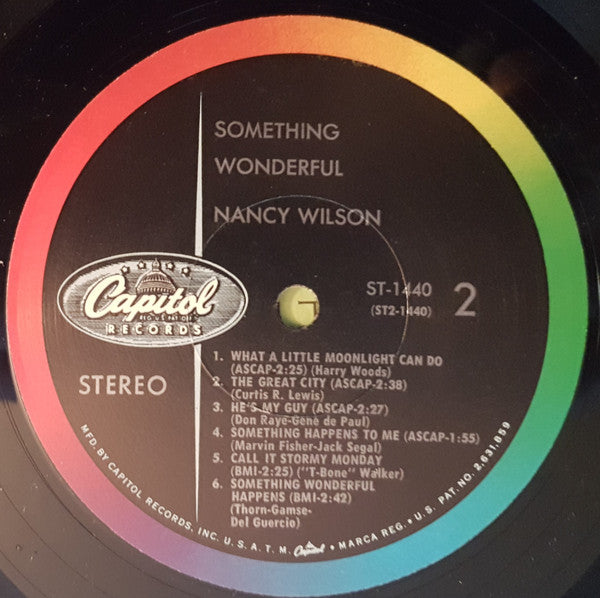 SOMETHING
WONDERFUL
NANCY WILSON
Capitol
RECORDS
STEREO
ST-1440
(ST2-1440)
2
1. WHAT A LITTLE MOONLIGHT CAN DO
(ASCAP-2:25) (Harry Woods)
2. THE GREAT CITY (ASCAP-2:38)
(Curtis R. Lewis)
3. HE'S MY GUY (ASCAP-2:27)
(Don Raye-Gene de Paul)
4. SOMETHING HAPPENS TO ME (ASCAP-1:55)
(Marvin Fisher-Jack Segal)
5. CALL IT STORMY MONDAY
(BMI-2:25) ("T-Bone" Walker)
6. SOMETHING WONDERFUL
HAPPENS (BMI-2:42)
(Thorn-Gamse-
Del Guercio)
MFD. BY CAPITOL RECORDS, INC. U.S.A. T.M. Capitol • MARCA REG. • U.S. PAT. NO. 2,631,859